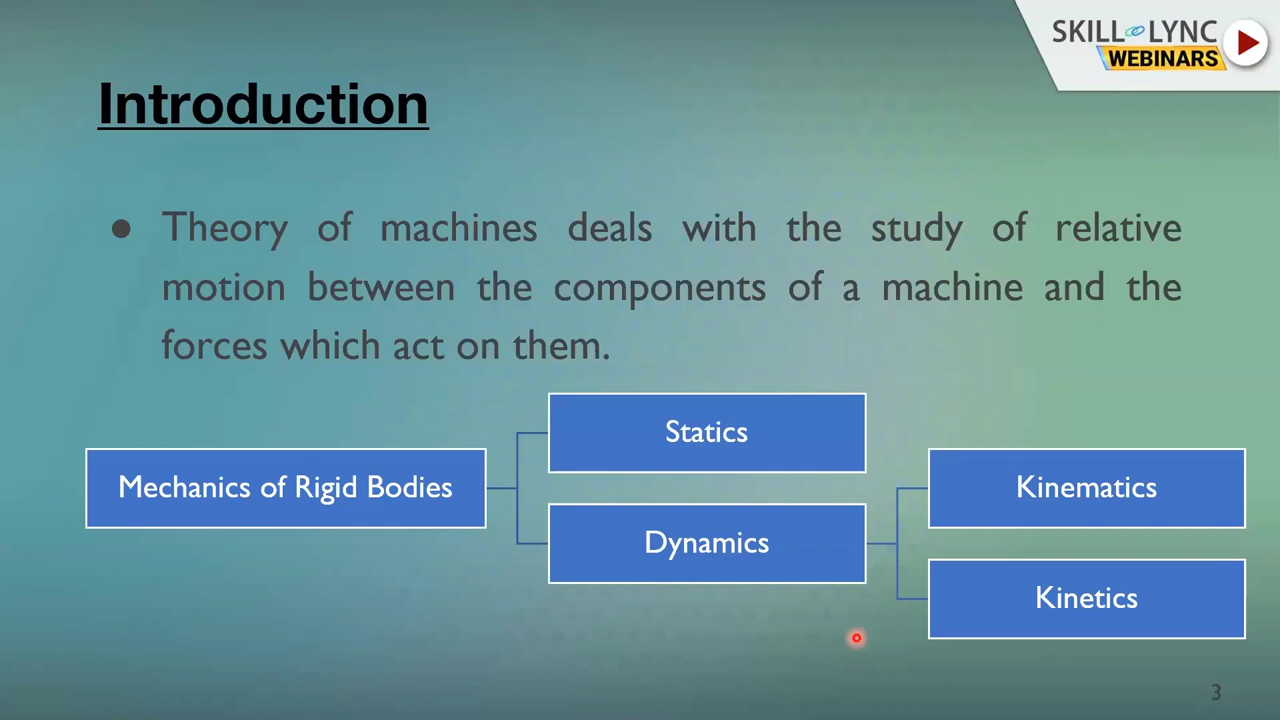 SKILL LYNC
WEBINARS
Introduction
● Theory of machines deals with the study of relative
motion between the components of a machine and the
forces which act on them.
Statics
Mechanics of Rigid Bodies
Kinematics
Dynamics
Kinetics
3